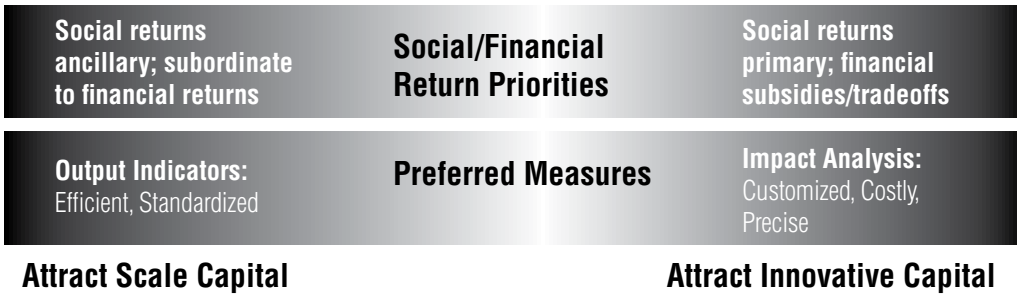 Social returns
ancillary; subordinate
to financial returns
Social/Financial
Return Priorities
Social returns
primary; financial
subsidies/tradeoffs
Output Indicators:
Efficient, Standardized
Preferred Measures
Impact Analysis:
Customized, Costly,
Precise
Attract Scale Capital
Attract Innovative Capital